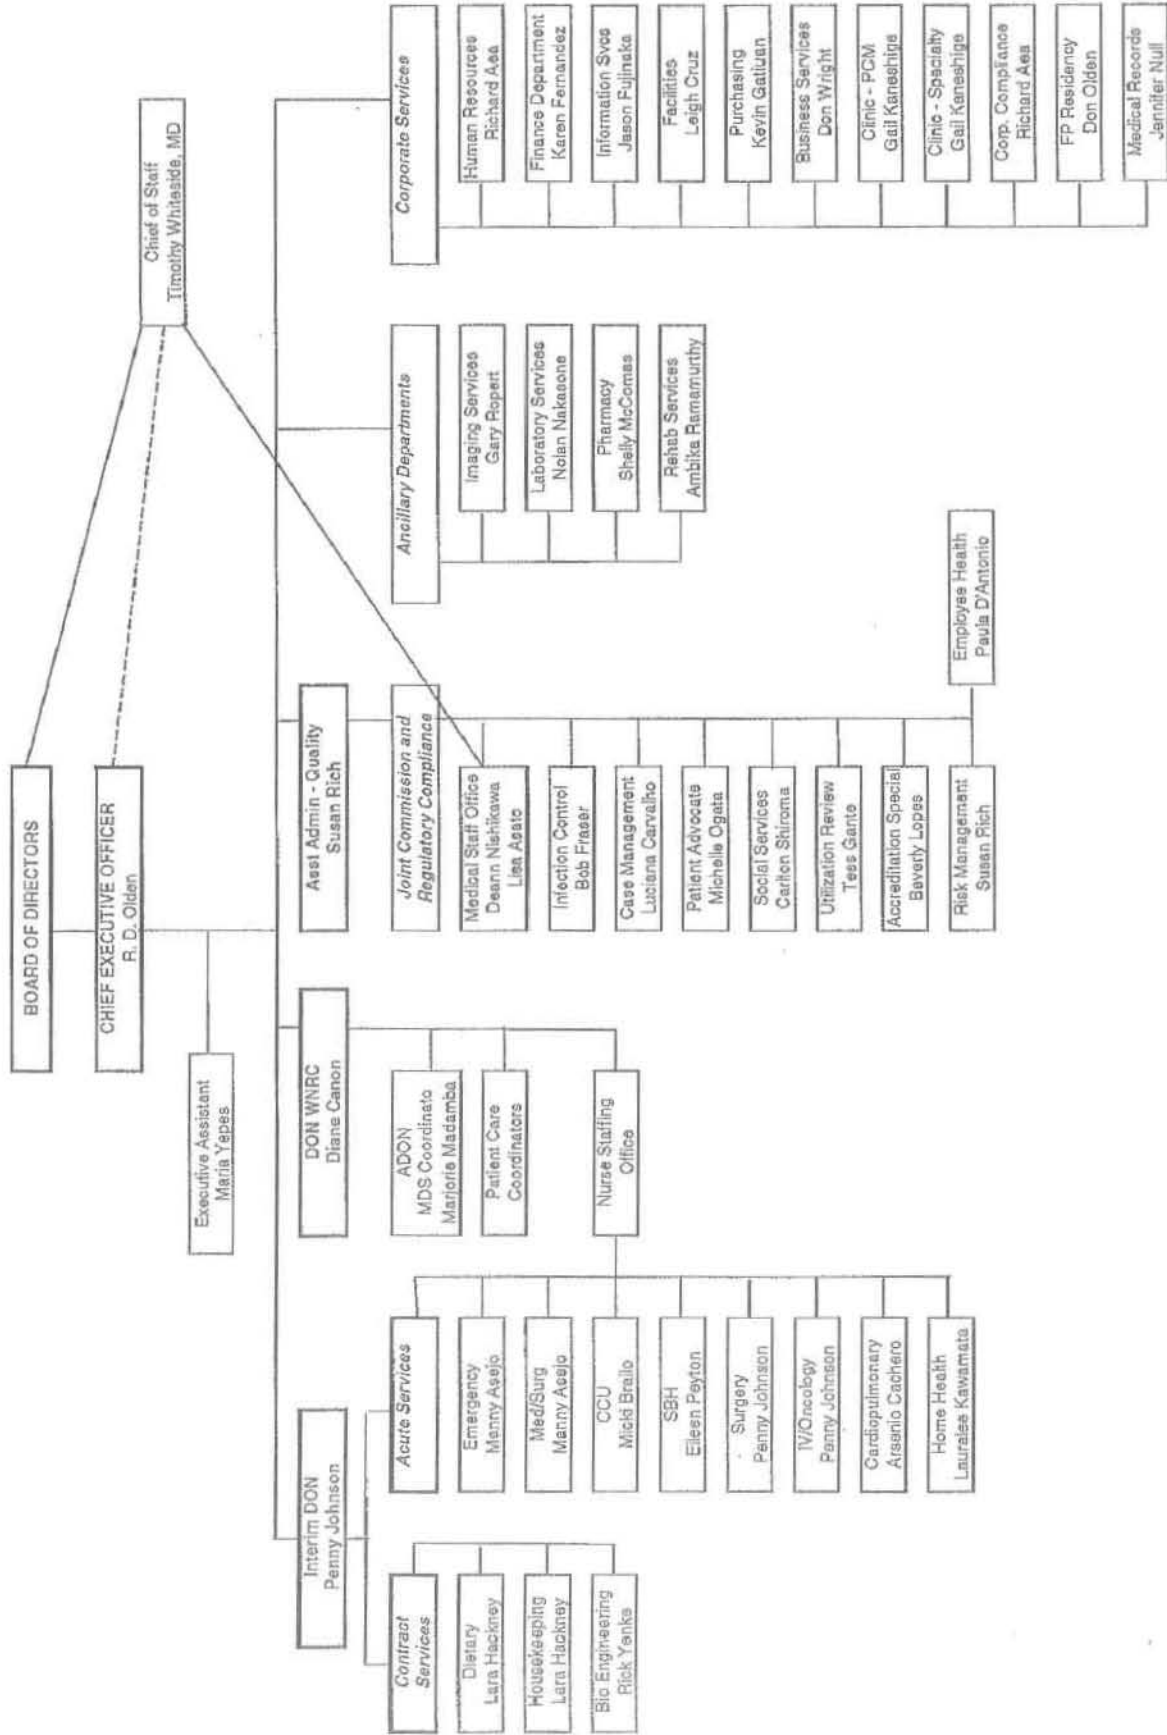 BOARD OF DIRECTORS
CHIEF EXECUTIVE OFFICER
R. D. Olden
Chief of Staff
Timothy Whiteside, MD
Executive Assistant
Maria Yepes
Interim DON
Penny Johnson
DON WNRC
Diane Canon
Asst Admin - Quality
Susan Rich
Contract
Services
Dietary
Lara Hackney
Housekeeping
Lara Hackney
Bio Engineering
Rick Yenke
Acute Services
Emergency
Manny Asejo
Med/Surg
Manny Asejo
CCU
Micki Brailo
SBH
Eileen Peyton
Surgery
Penny Johnson
IV/Oncology
Penny Johnson
Cardiopulmonary
Arsenio Cachero
Home Health
Lauralee Kawamata
ADON
MDS Coordinato
Marjorie Madamba
Patient Care
Coordinators
Nurse Staffing
Office
Joint Commission and
Regulatory Compliance
Medical Staff Office
Deann Nishikawa
Lisa Asato
Infection Control
Bob Fraser
Case Management
Luciana Carvalho
Patient Advocate
Michelle Ogata
Social Services
Carlton Shiroma
Utilization Review
Tess Gante
Accreditation Special
Beverly Lopes
Risk Management
Susan Rich
Employee Health
Paula D'Antonio
Ancillary Departments
Imaging Services
Gary Ropert
Laboratory Services
Nolan Nakasone
Pharmacy
Shelly McComas
Rehab Services
Ambika Ramamurthy
Corporate Services
Human Resources
Richard Aea
Finance Department
Karen Fernandez
Information Svcs
Jason Fujinaka
Facilities
Leigh Cruz
Purchasing
Kevin Gatiuan
Business Services
Don Wright
Clinic - PCM
Gail Kaneshige
Clinic - Specialty
Gail Kaneshige
Corp. Compliance
Richard Aea
FP Residency
Don Olden
Medical Records
Jennifer Null